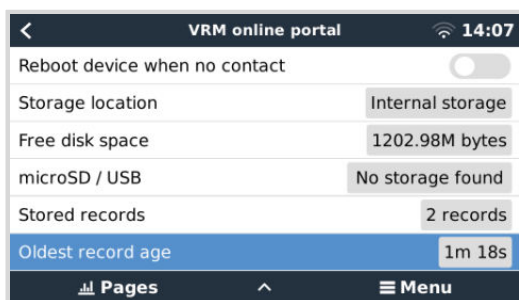 VRM online portal 14:07
Reboot device when no contact
Storage location Internal storage
Free disk space 1202.98M bytes
microSD / USB No storage found
Stored records 2 records
Oldest record age 1m 18s
Pages Menu